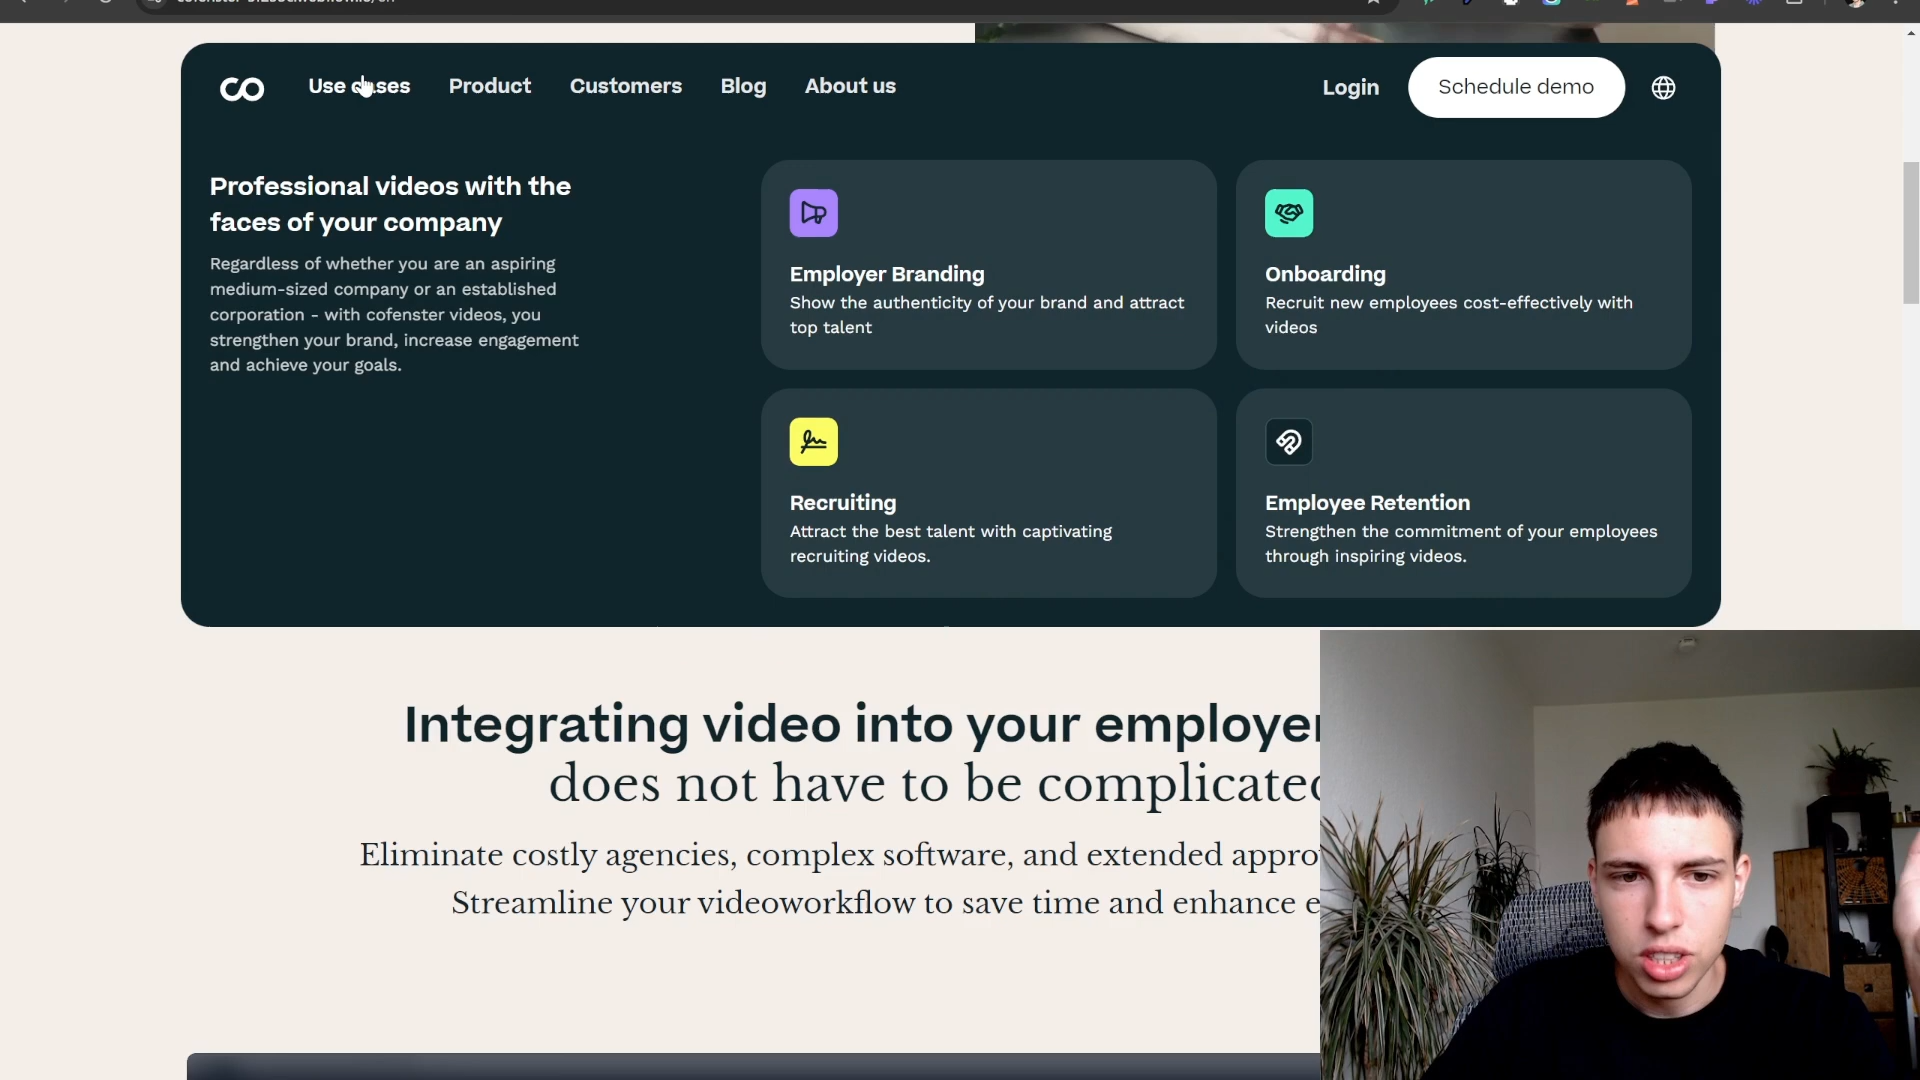 Use cases
Product
Customers
Blog
About us
Login
Schedule demo
Professional videos with the
faces of your company
Regardless of whether you are an aspiring
medium-sized company or an established
corporation - with cofenster videos, you
strengthen your brand, increase engagement
and achieve your goals.
Employer Branding
Show the authenticity of your brand and attract
top talent
Onboarding
Recruit new employees cost-effectively with
videos
Recruiting
Attract the best talent with captivating
recruiting videos.
Employee Retention
Strengthen the commitment of your employees
through inspiring videos.
Integrating video into your employer
does not have to be complicated
Eliminate costly agencies, complex software, and extended
Streamline your videoworkflow to save time and enhance